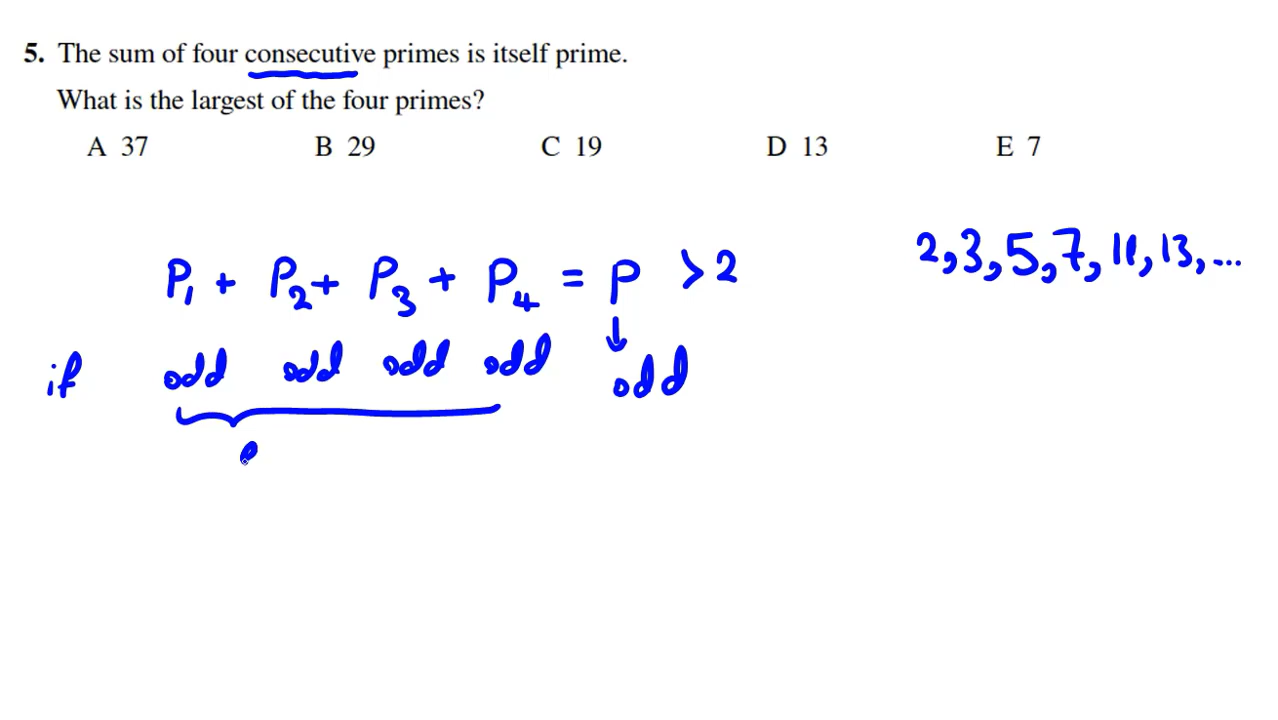 5. The sum of four consecutive primes is itself prime.
What is the largest of the four primes?
A 37 B 29 C 19 D 13 E 7
2, 3, 5, 7, 11, 13, ...
P₁ + P₂ + P₃ + P₄ = P > 2
if odd odd odd odd odd
e